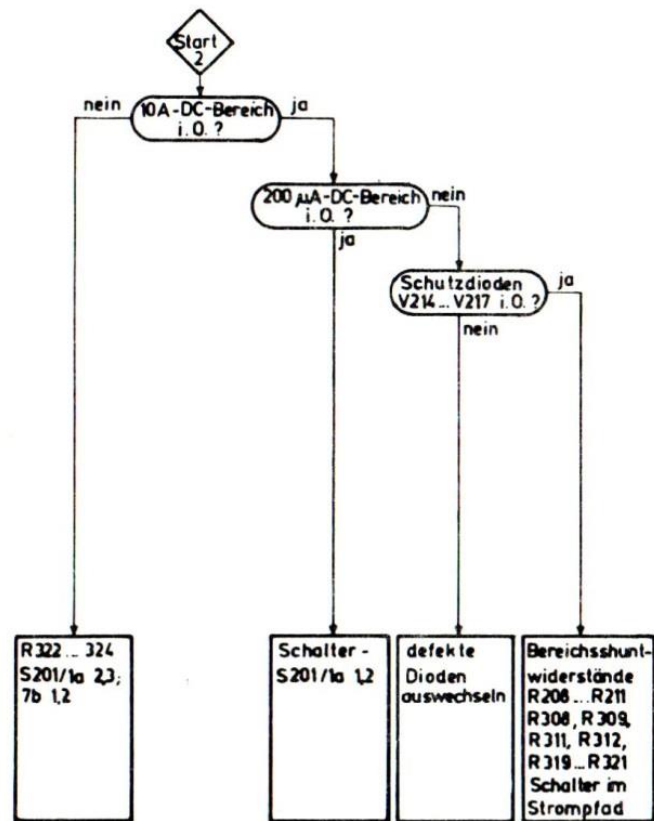 Start
2
10A-DC-Bereich
i.O.?
nein
ja
200 µA-DC-Bereich
i.O.?
nein
ja
Schutzdioden
V214...V217 i.O.?
ja
nein
R322... 324
S201/1a 2,3;
7b 1,2
Schalter -
S201/1a 1,2
defekte
Dioden
auswechseln
Bereichsshunt-
widerstände
R208...R211
R308, R309,
R311, R312,
R319...R321
Schalter im
Strompfad